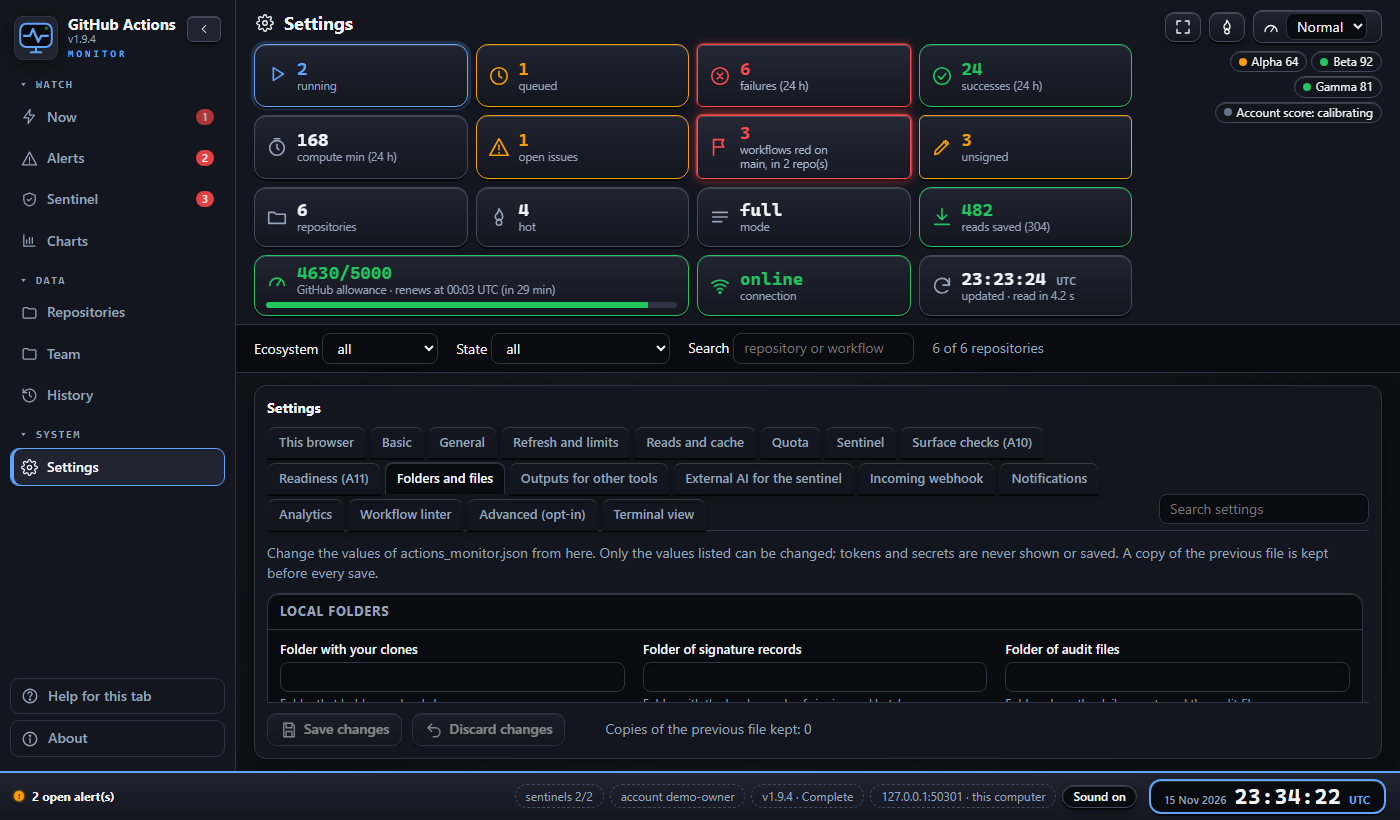 GitHub Actions
v1.9.4
MONITOR
WATCH
Now 1
Alerts 2
Sentinel 3
Charts
DATA
Repositories
Team
History
SYSTEM
Settings
Help for this tab
About
Settings
Normal
Alpha 64
Beta 92
Gamma 81
Account score: calibrating
2
running
1
queued
6
failures (24 h)
24
successes (24 h)
168
compute min (24 h)
1
open issues
3
workflows red on
main, in 2 repo(s)
3
unsigned
6
repositories
4
hot
full
mode
482
reads saved (304)
4630/5000
GitHub allowance · renews at 00:03 UTC (in 29 min)
online
connection
23:23:24 UTC
updated · read in 4.2 s
Ecosystem all State all Search repository or workflow 6 of 6 repositories
Settings
This browser Basic General Refresh and limits Reads and cache Quota Sentinel Surface checks (A10)
Readiness (A11) Folders and files Outputs for other tools External AI for the sentinel Incoming webhook Notifications
Analytics Workflow linter Advanced (opt-in) Terminal view Search settings
Change the values of actions_monitor.json from here. Only the values listed can be changed; tokens and secrets are never shown or saved. A copy of the previous file is kept
before every save.
LOCAL FOLDERS
Folder with your clones Folder of signature records Folder of audit files
Save changes Discard changes Copies of the previous file kept: 0
2 open alert(s) sentinels 2/2 account demo-owner v1.9.4 · Complete 127.0.0.1:50301 · this computer Sound on 15 Nov 2026 23:34:22 UTC